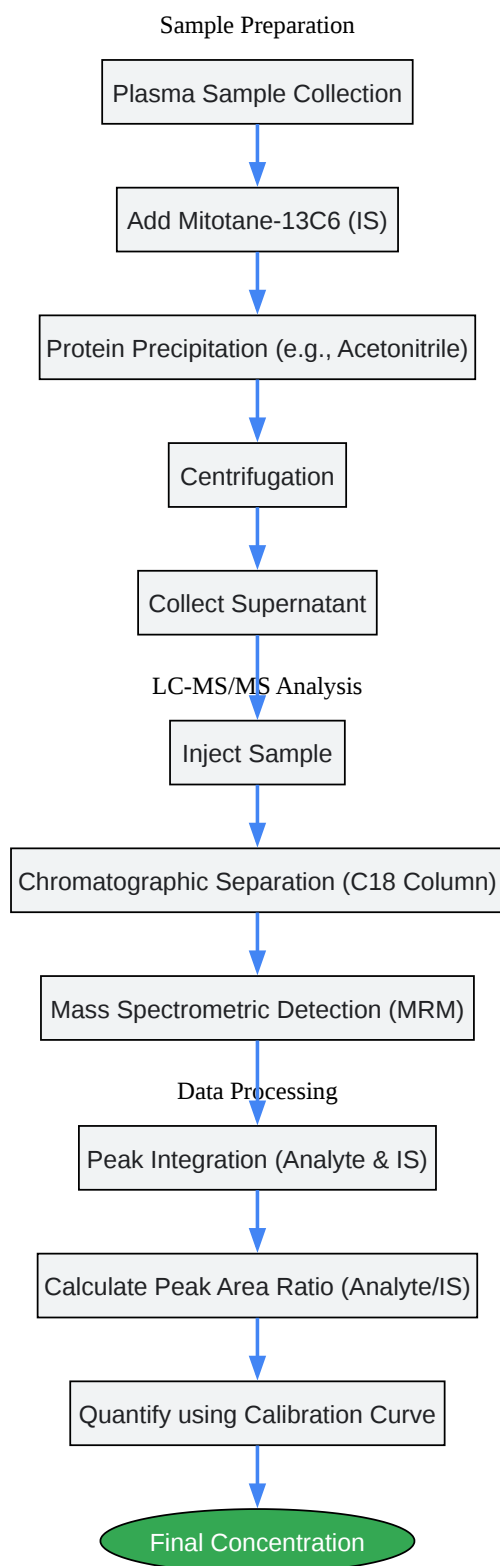 Sample Preparation
Plasma Sample Collection
Add Mitotane-13C6 (IS)
Protein Precipitation (e.g., Acetonitrile)
Centrifugation
Collect Supernatant
LC-MS/MS Analysis
Inject Sample
Chromatographic Separation (C18 Column)
Mass Spectrometric Detection (MRM)
Data Processing
Peak Integration (Analyte & IS)
Calculate Peak Area Ratio (Analyte/IS)
Quantify using Calibration Curve
Final Concentration